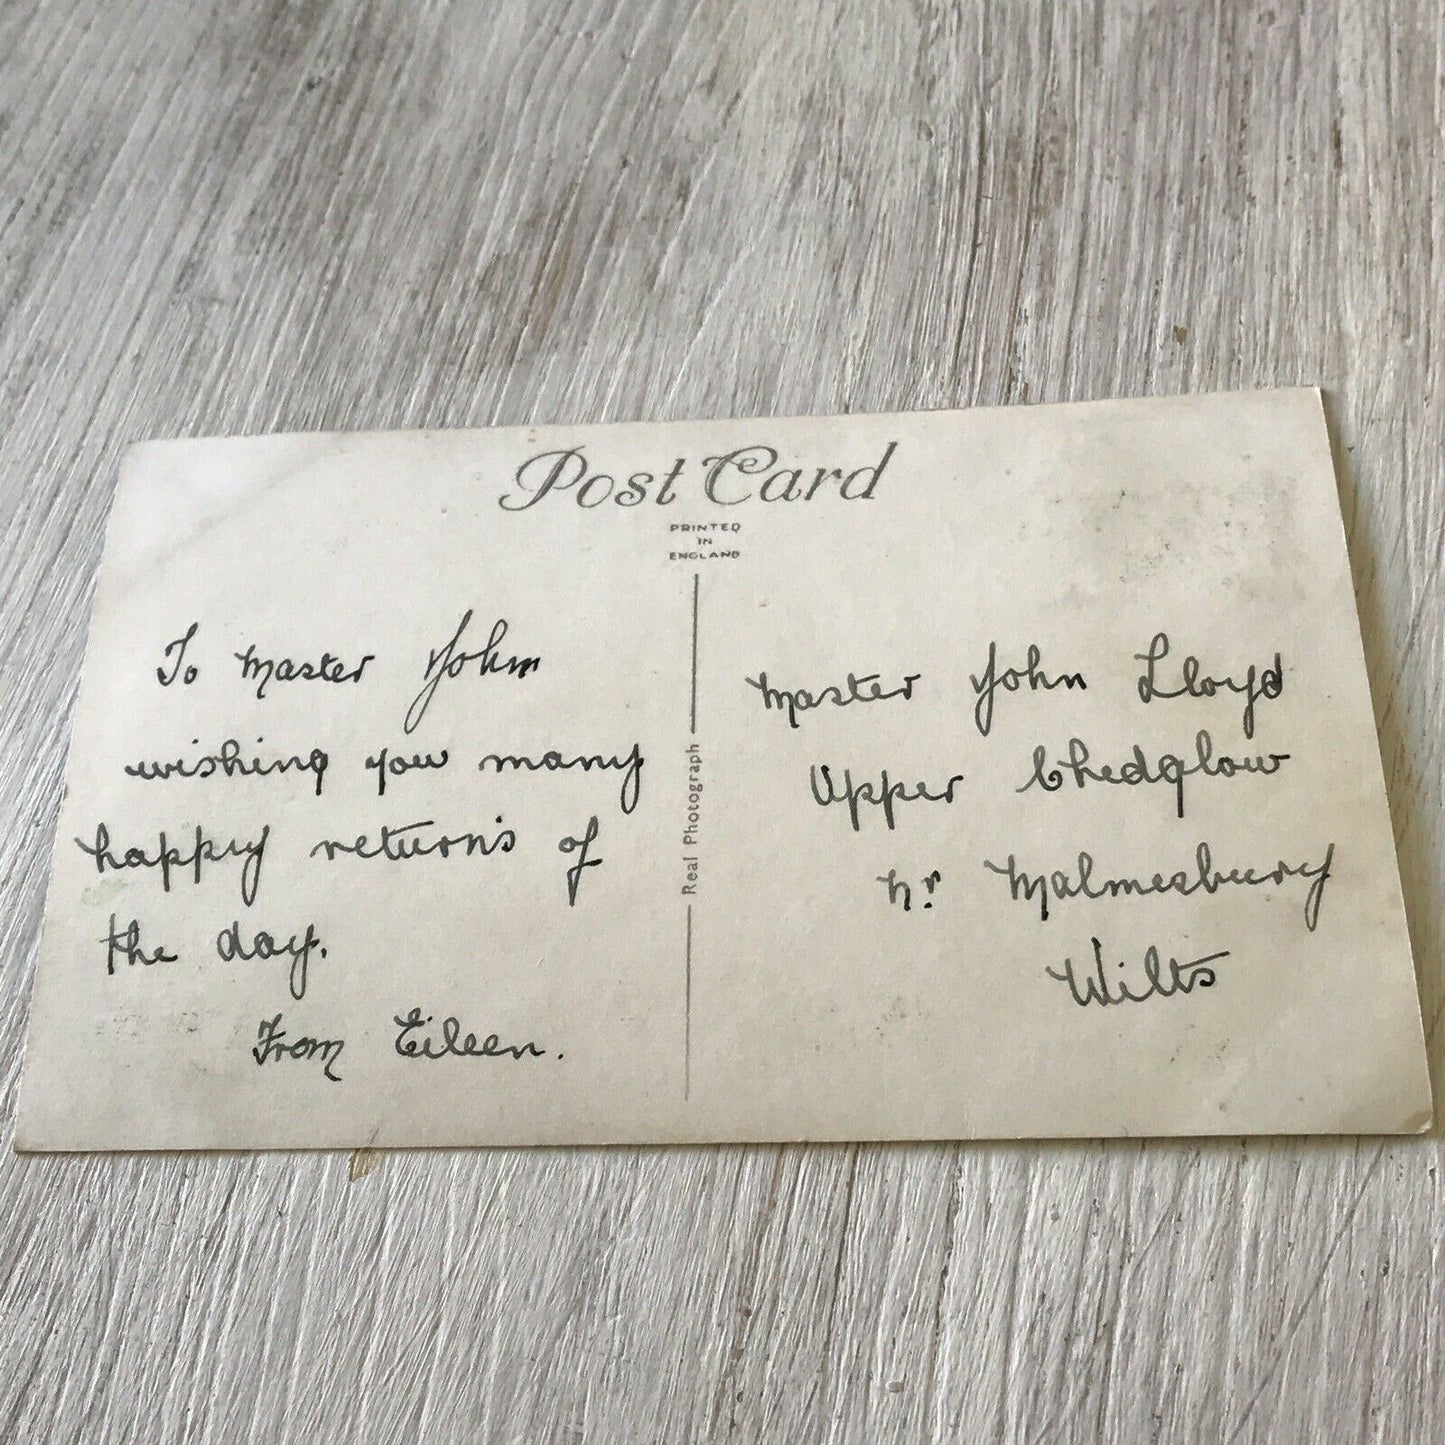 Post Card
PRINTED
IN
ENGLAND
To Master John
wishing you many
happy return's of
the day.
From Eileen.
Real Photograph
Master John Lloyd
Upper Chedglow
Nr. Malmesbury
Wilts